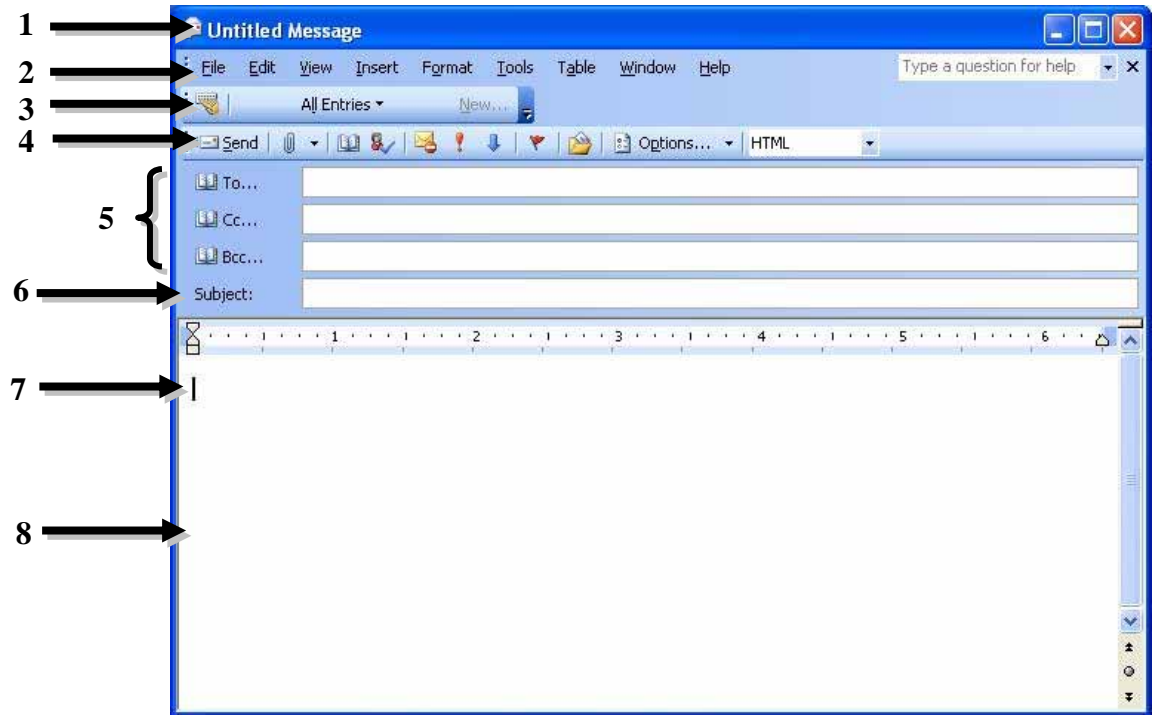 1 Untitled Message
2 File Edit View Insert Format Tools Table Window Help Type a question for help
3 All Entries New...
4 Send Options... HTML
5
To...
Cc...
Bcc...
6 Subject:
1 2 3 4 5 6
7
8